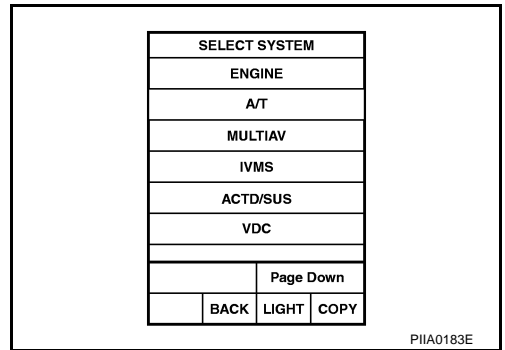 SELECT SYSTEM
ENGINE
A/T
MULTIAV
IVMS
ACTD/SUS
VDC
Page Down
BACK LIGHT COPY
PIIA0183E